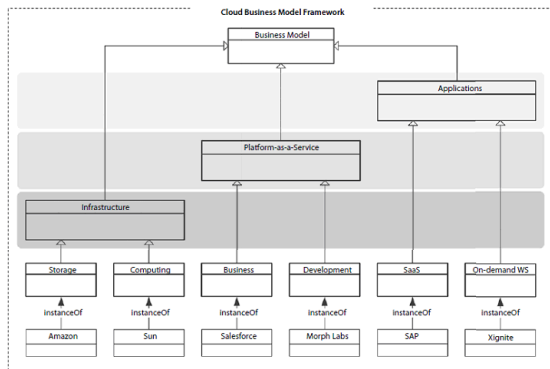 Cloud Business Model Framework
Business Model
Applications
Platform-as-a-Service
Infrastructure
Storage
Computing
Business
Development
SaaS
On-demand WS
instanceOf
instanceOf
instanceOf
instanceOf
instanceOf
instanceOf
Amazon
Sun
Salesforce
Morph Labs
SAP
Xignite